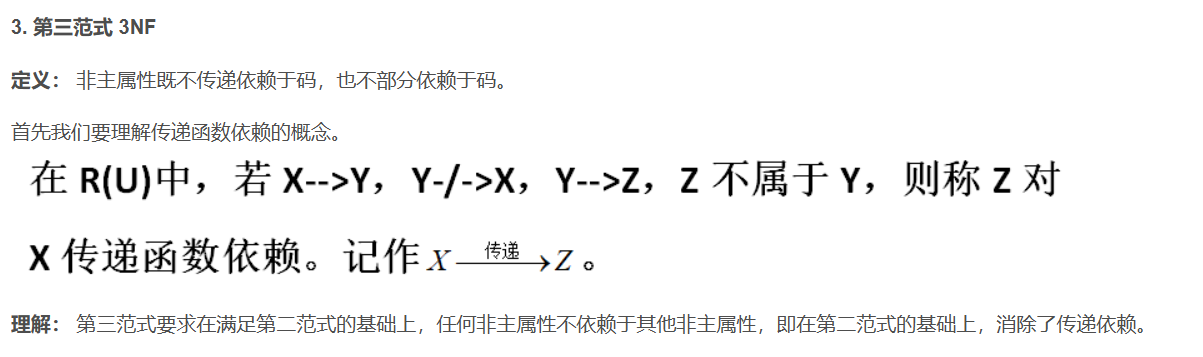 3. 第三范式 3NF
定义： 非主属性既不传递依赖于码，也不部分依赖于码。
首先我们要理解传递函数依赖的概念。
在 R(U)中，若 X-->Y，Y-/->X，Y-->Z，Z 不属于 Y，则称 Z 对
X 传递函数依赖。记作 X —传递→ Z 。
理解： 第三范式要求在满足第二范式的基础上，任何非主属性不依赖于其他非主属性，即在第二范式的基础上，消除了传递依赖。